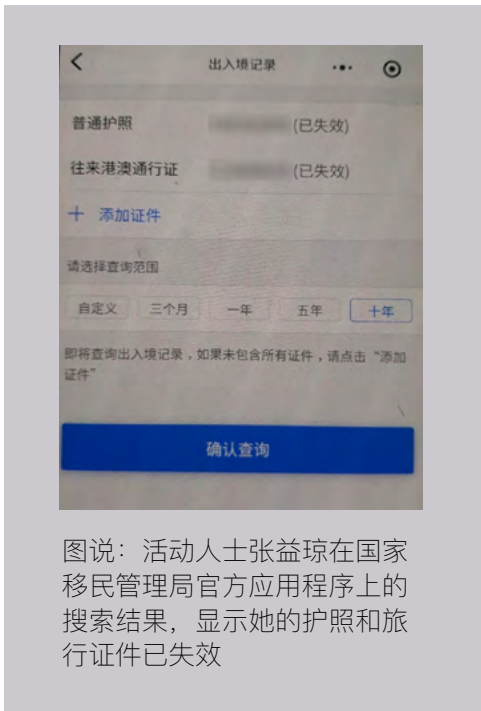 出入境记录
普通护照 (已失效)
往来港澳通行证 (已失效)
+ 添加证件
请选择查询范围
自定义 三个月 一年 五年 十年
即将查询出入境记录，如果未包含所有证件，请点击“添加
证件”
确认查询
图说：活动人士张益琼在国家
移民管理局官方应用程序上的
搜索结果，显示她的护照和旅
行证件已失效